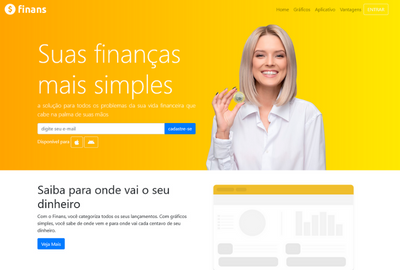 finans
Home Gráficos Aplicativo Vantagens
Suas finanças
mais simples
a solução para todos os problemas da sua vida financeira que
cabe na palma de suas mãos
digite seu e-mail
cadastre-se
Disponível para
Saiba para onde vai o seu
dinheiro
Com o Finans, você categoriza todos os seus lançamentos. Com gráficos
simples, você sabe de onde vem e para onde vai cada centavo de seu
dinheiro.
Veja Mais